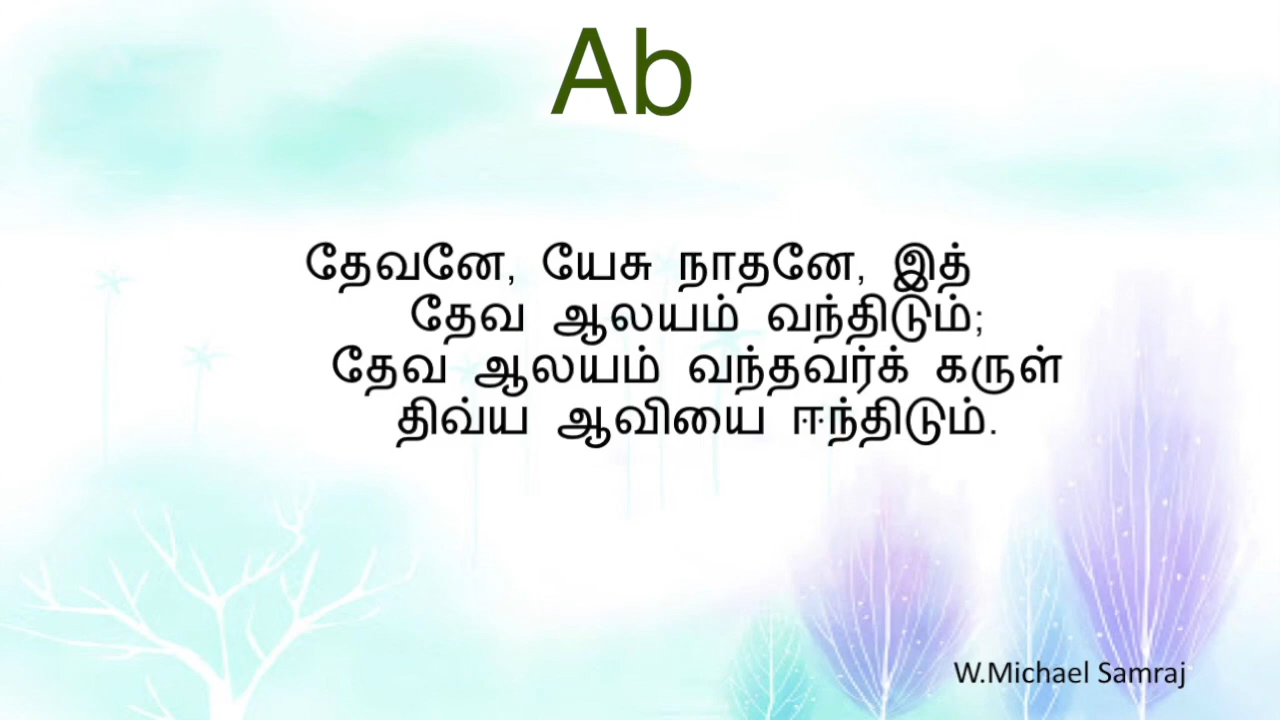 Ab
தேவனே, யேசு நாதனே, இத்
தேவ ஆலயம் வந்திடும்;
தேவ ஆலயம் வந்தவர்க் கருள்
திவ்ய ஆவியை ஈந்திடும்.
W.Michael Samraj